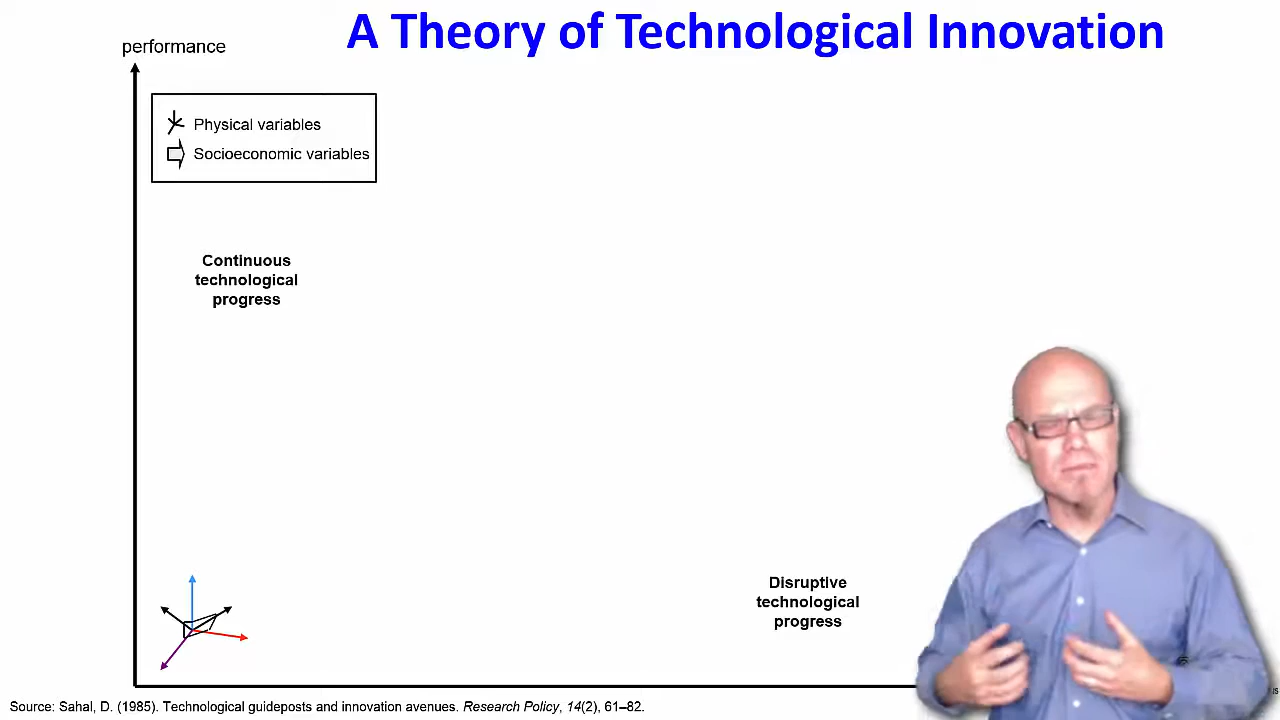 A Theory of Technological Innovation
performance
Physical variables
Socioeconomic variables
Continuous
technological
progress
Disruptive
technological
progress
Source: Sahal, D. (1985). Technological guideposts and innovation avenues. Research Policy, 14(2), 61–82.